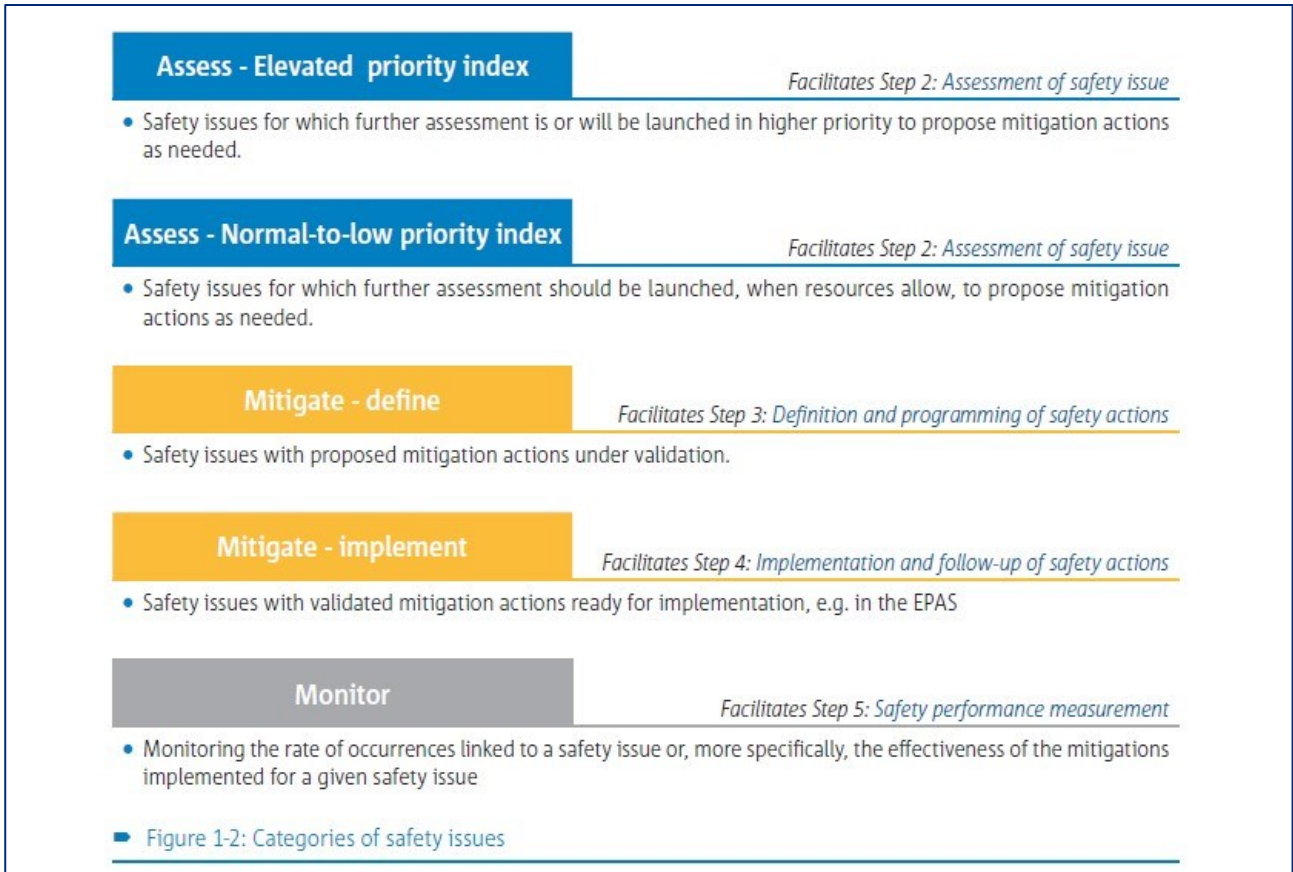 Assess - Elevated priority index
Facilitates Step 2: Assessment of safety issue
• Safety issues for which further assessment is or will be launched in higher priority to propose mitigation actions
as needed.
Assess - Normal-to-low priority index
Facilitates Step 2: Assessment of safety issue
• Safety issues for which further assessment should be launched, when resources allow, to propose mitigation
actions as needed.
Mitigate - define
Facilitates Step 3: Definition and programming of safety actions
• Safety issues with proposed mitigation actions under validation.
Mitigate - implement
Facilitates Step 4: Implementation and follow-up of safety actions
• Safety issues with validated mitigation actions ready for implementation, e.g. in the EPAS
Monitor
Facilitates Step 5: Safety performance measurement
• Monitoring the rate of occurrences linked to a safety issue or, more specifically, the effectiveness of the mitigations
implemented for a given safety issue
Figure 1-2: Categories of safety issues